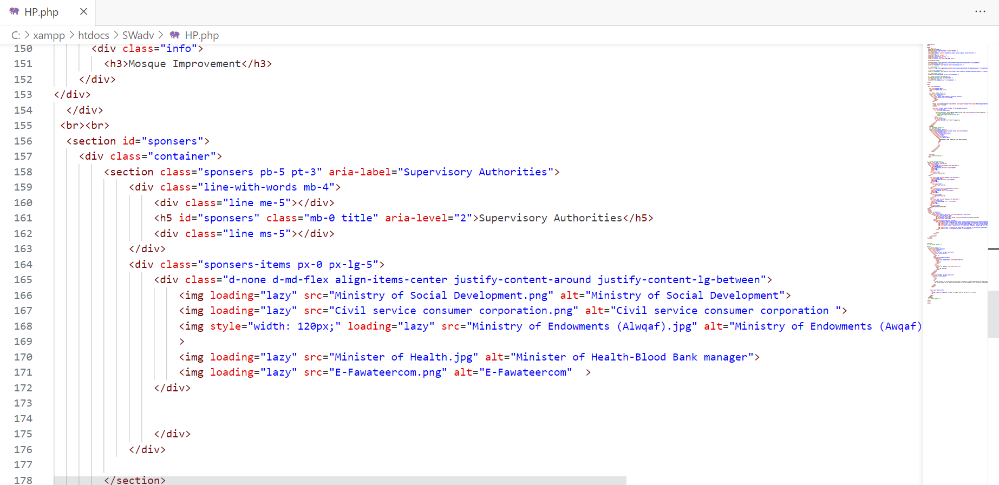 HP.php
C: > xampp > htdocs > SWadv > HP.php
150 <div class="info">
151 <h3>Mosque Improvement</h3>
152 </div>
153 </div>
154 </div>
155 <br><br>
156 <section id="sponsers">
157 <div class="container">
158 <section class="sponsers pb-5 pt-3" aria-label="Supervisory Authorities">
159 <div class="line-with-words mb-4">
160 <div class="line me-5"></div>
161 <h5 id="sponsers" class="mb-0 title" aria-level="2">Supervisory Authorities</h5>
162 <div class="line ms-5"></div>
163 </div>
164 <div class="sponsers-items px-0 px-lg-5">
165 <div class="d-none d-md-flex align-items-center justify-content-around justify-content-lg-between">
166 <img loading="lazy" src="Ministry of Social Development.png" alt="Ministry of Social Development">
167 <img loading="lazy" src="Civil service consumer corporation.png" alt="Civil service consumer corporation ">
168 <img style="width: 120px;" loading="lazy" src="Ministry of Endowments (Alwqaf).jpg" alt="Ministry of Endowments (Awqaf)
169 >
170 <img loading="lazy" src="Minister of Health.jpg" alt="Minister of Health-Blood Bank manager">
171 <img loading="lazy" src="E-Fawateercom.png" alt="E-Fawateercom"  >
172 </div>
173
174
175 </div>
176 </div>
177
178 </section>